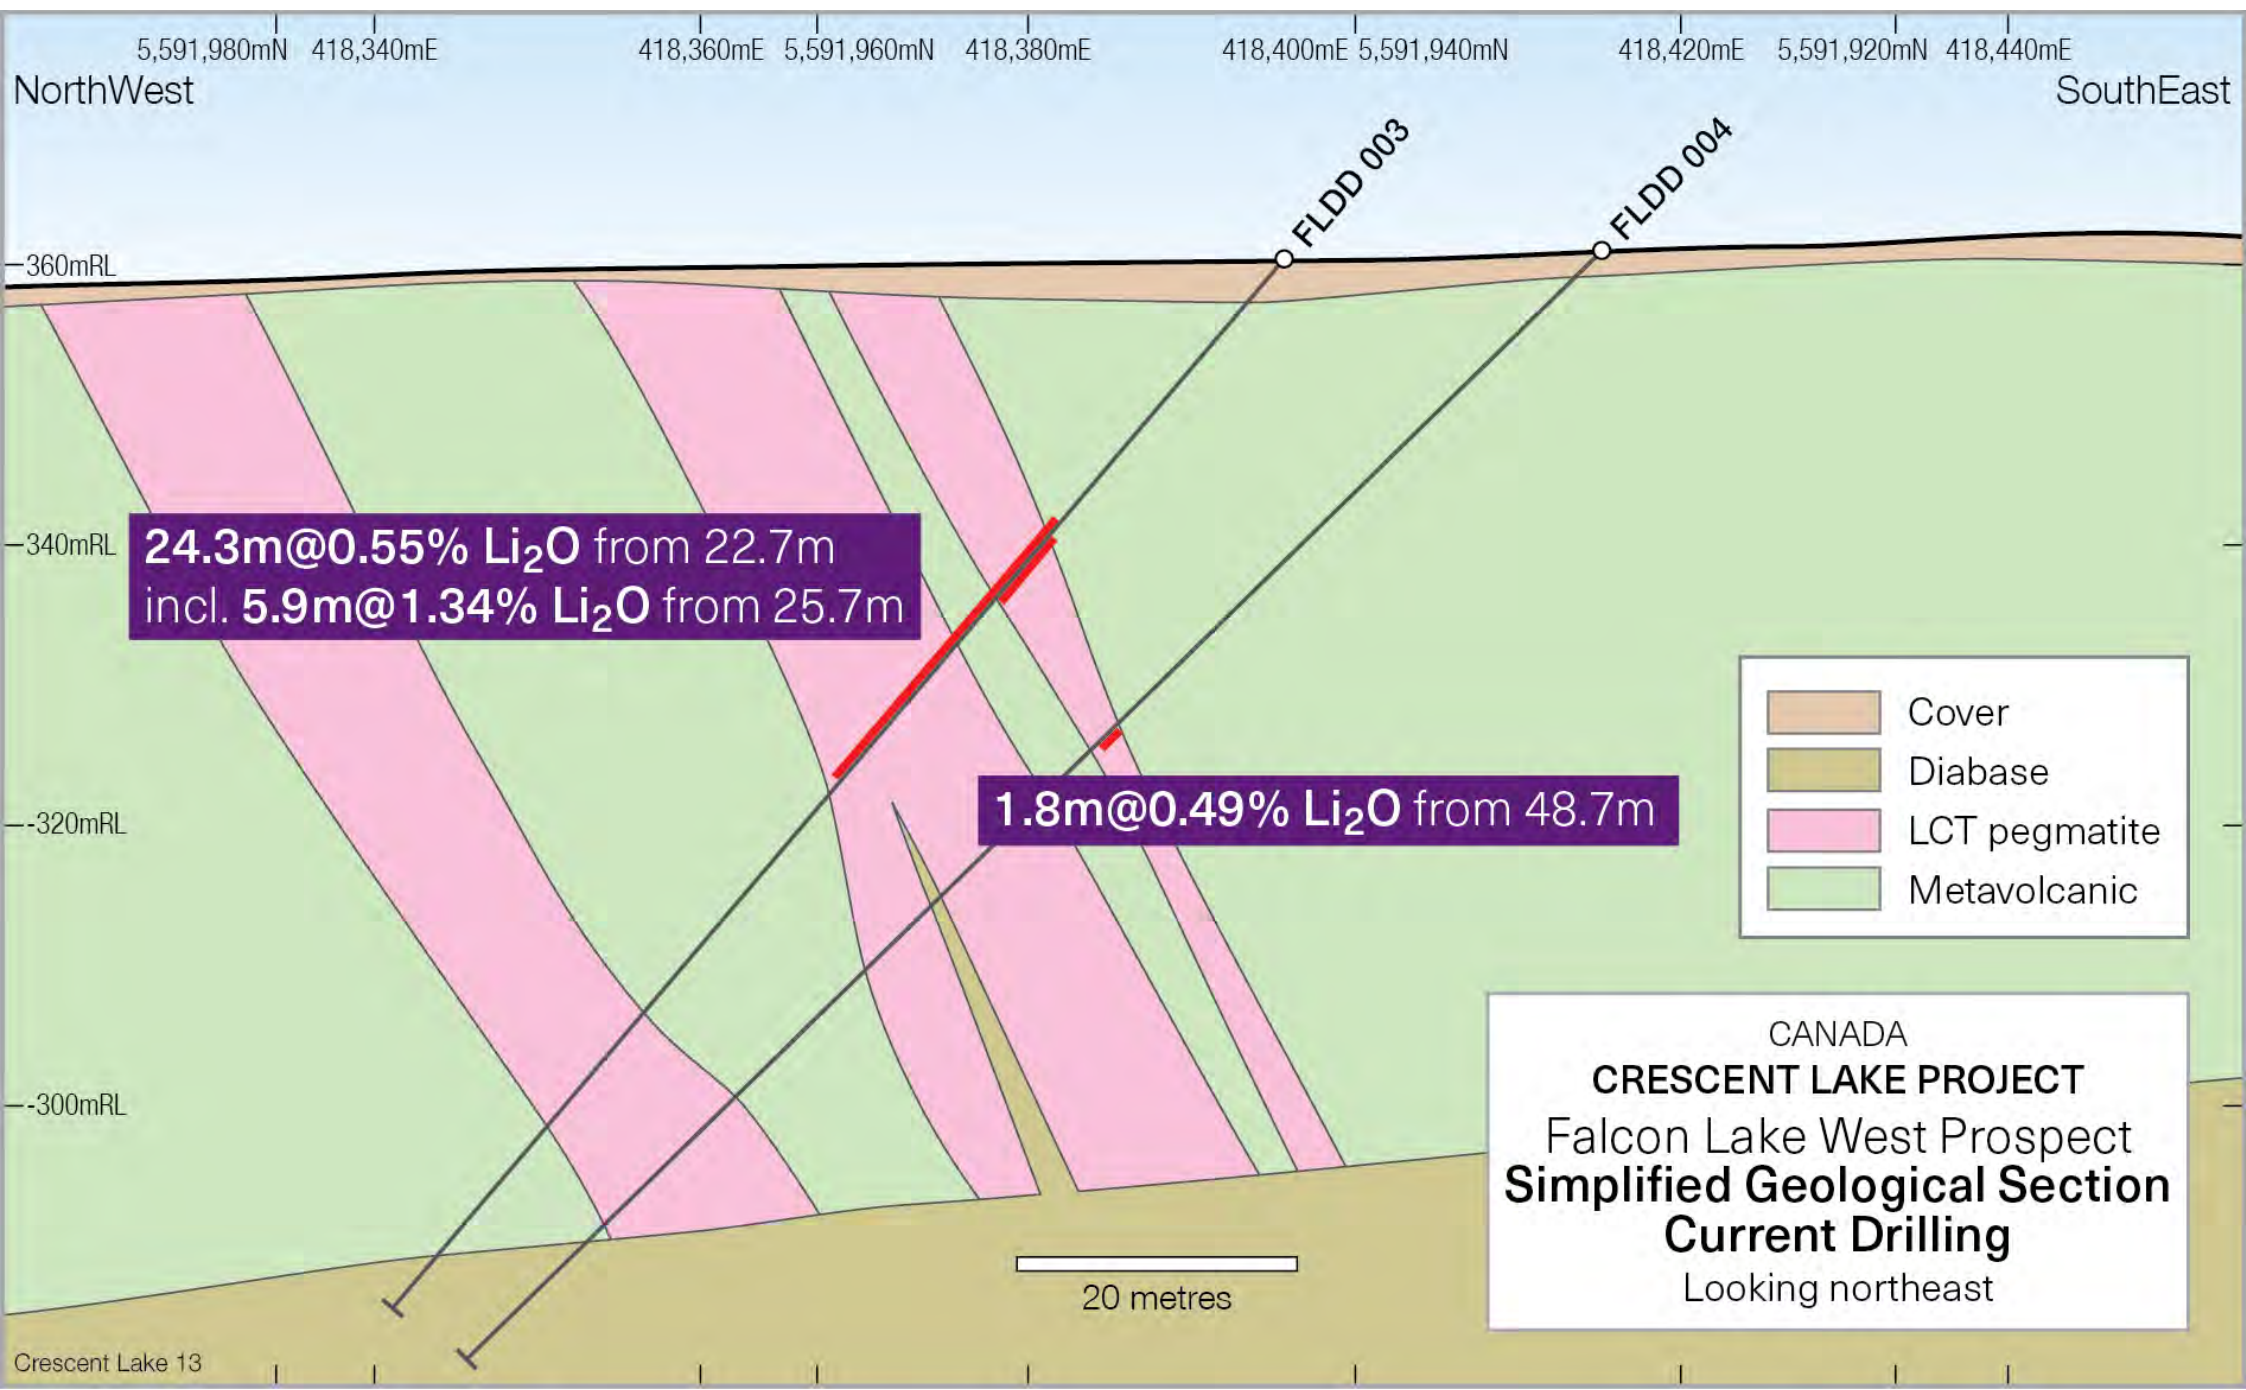 5,591,980mN 418,340mE 418,360mE 5,591,960mN 418,380mE 418,400mE 5,591,940mN 418,420mE 5,591,920mN 418,440mE
NorthWest
SouthEast
FLDD 003
FLDD 004
360mRL
340mRL
24.3m@0.55% Li₂O from 22.7m
incl. 5.9m@1.34% Li₂O from 25.7m
-320mRL
1.8m@0.49% Li₂O from 48.7m
Cover
Diabase
LCT pegmatite
Metavolcanic
-300mRL
CANADA
CRESCENT LAKE PROJECT
Falcon Lake West Prospect
Simplified Geological Section
Current Drilling
Looking northeast
20 metres
Crescent Lake 13